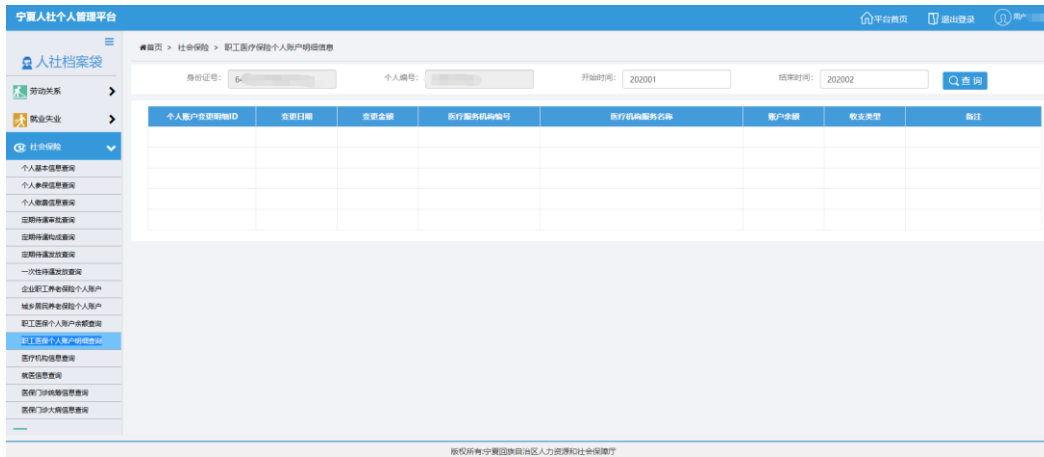 宁夏人社个人管理平台
平台首页 退出登录 用户
人社档案袋
首页 > 社会保险 > 职工医疗保险个人账户明细信息
身份证号: 64 个人编号: 开始时间: 202001 结束时间: 202002 查询
劳动关系
就业失业
社会保险
个人账户变更明细ID 变更日期 变更金额 医疗服务机构编号 医疗机构服务名称 账户余额 收支类型 备注
个人基本信息查询
个人参保信息查询
个人缴费信息查询
定期待遇审批查询
定期待遇构成查询
定期待遇发放查询
一次性待遇发放查询
企业职工养老保险个人账户
城乡居民养老保险个人账户
职工医保个人账户余额查询
职工医保个人账户明细查询
医疗机构信息查询
就医信息查询
医保门诊统筹信息查询
医保门诊大病信息查询
版权所有:宁夏回族自治区人力资源和社会保障厅